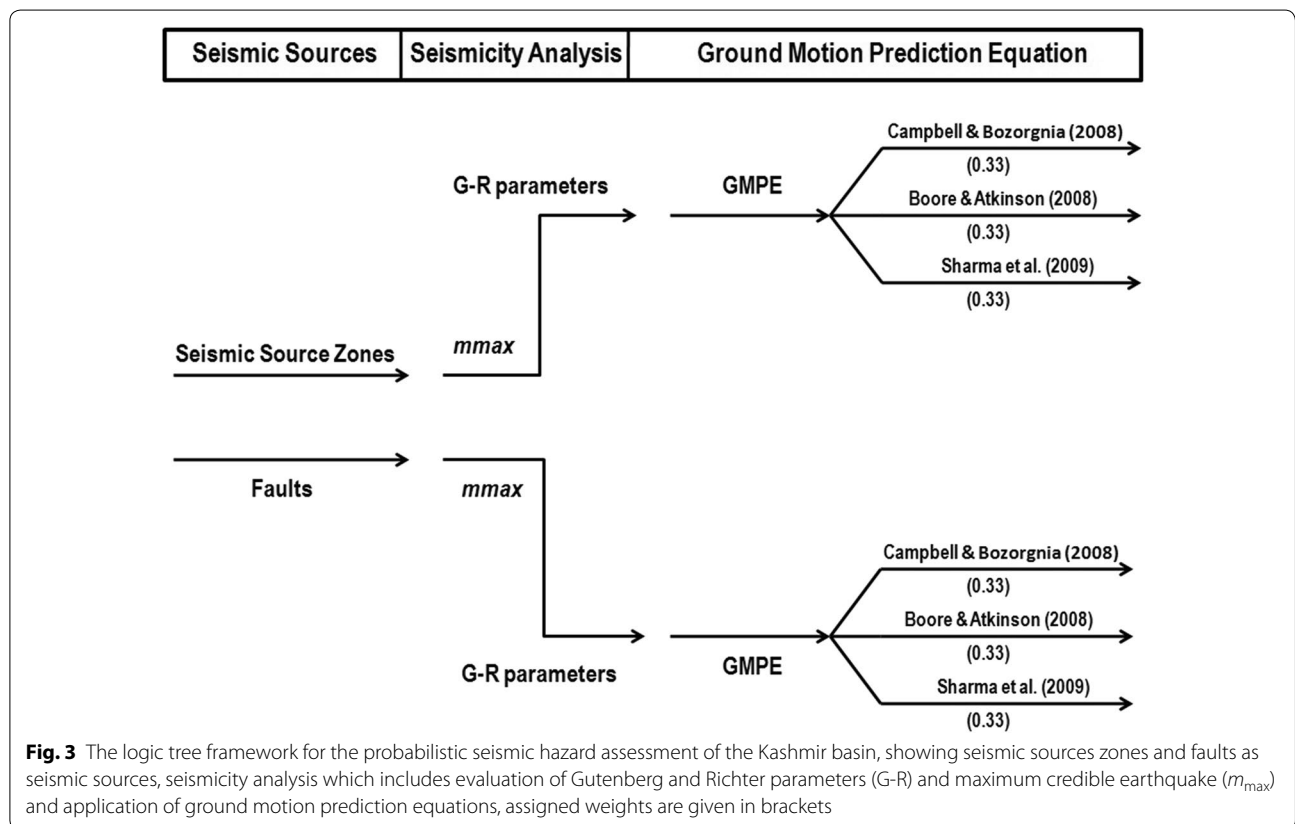 Seismic Sources Seismicity Analysis Ground Motion Prediction Equation
Campbell & Bozorgnia (2008)
(0.33)
G-R parameters
GMPE
Boore & Atkinson (2008)
(0.33)
Sharma et al. (2009)
(0.33)
Seismic Source Zones
mmax
Faults
mmax
Campbell & Bozorgnia (2008)
(0.33)
Boore & Atkinson (2008)
(0.33)
G-R parameters
GMPE
Sharma et al. (2009)
(0.33)
Fig. 3 The logic tree framework for the probabilistic seismic hazard assessment of the Kashmir basin, showing seismic sources zones and faults as
seismic sources, seismicity analysis which includes evaluation of Gutenberg and Richter parameters (G-R) and maximum credible earthquake (mmax)
and application of ground motion prediction equations, assigned weights are given in brackets